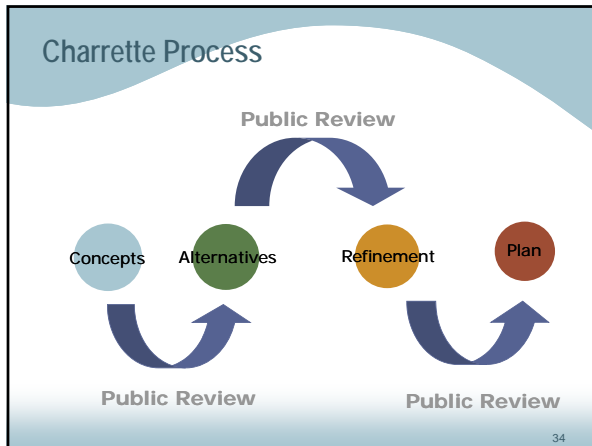 Charrette Process
Public Review
Concepts
Alternatives
Refinement
Plan
Public Review
Public Review
34